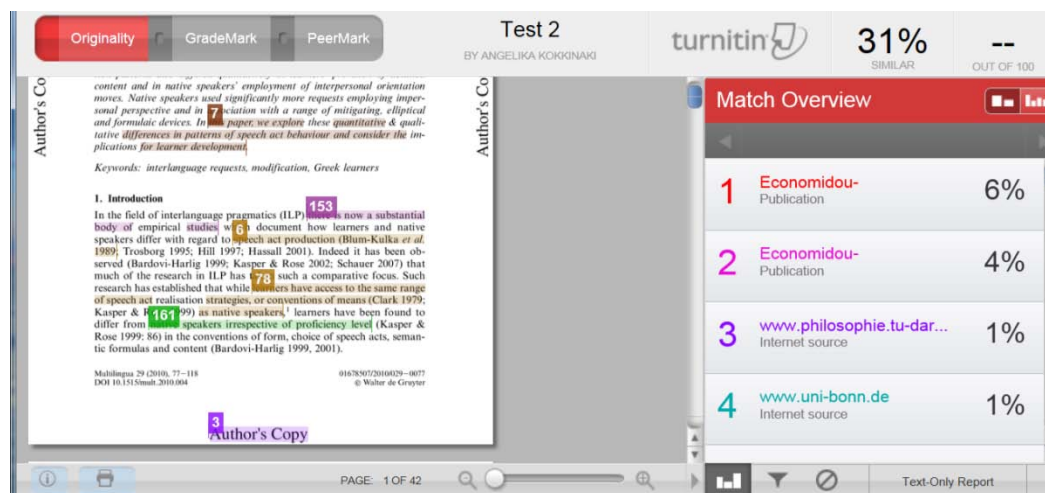 Originality
GradeMark
PeerMark
Test 2
BY ANGELIKA KOKKINAKI
turnitin
31%
SIMILAR
--
OUT OF 100
Author's Co
Author's Co
content and in native speakers' employment of interpersonal orientation
moves. Native speakers used significantly more requests employing imper-
sonal perspective and in 7 ociation with a range of mitigating, elliptical
and formulaic devices. In paper, we explore these quantitative & quali-
tative differences in patterns of speech act behaviour and consider the im-
plications for learner development.
Keywords: interlanguage requests, modification, Greek learners
1. Introduction
153
In the field of interlanguage pragmatics (ILP) there is now a substantial
body of empirical studies w 6 document how learners and native
speakers differ with regard to speech act production (Blum-Kulka et al.
1989; Trosborg 1995; Hill 1997; Hassall 2001). Indeed it has been ob-
served (Bardovi-Harlig 1999; Kasper & Rose 2002; Schauer 2007) that
much of the research in ILP has 78 such a comparative focus. Such
research has established that while learners have access to the same range
of speech act realisation strategies, or conventions of means (Clark 1979;
Kasper & R 161 99) as native speakers,1 learners have been found to
differ from native speakers irrespective of proficiency level (Kasper &
Rose 1999: 86) in the conventions of form, choice of speech acts, seman-
tic formulas and content (Bardovi-Harlig 1999, 2001).
Multilingua 29 (2010), 77–118
DOI 10.1515/mult.2010.004
01678507/2010/029–0077
© Walter de Gruyter
3
Author's Copy
Match Overview
1
Economidou-
Publication
6%
2
Economidou-
Publication
4%
3
www.philosophie.tu-dar...
Internet source
1%
4
www.uni-bonn.de
Internet source
1%
PAGE: 1 OF 42
Text-Only Report